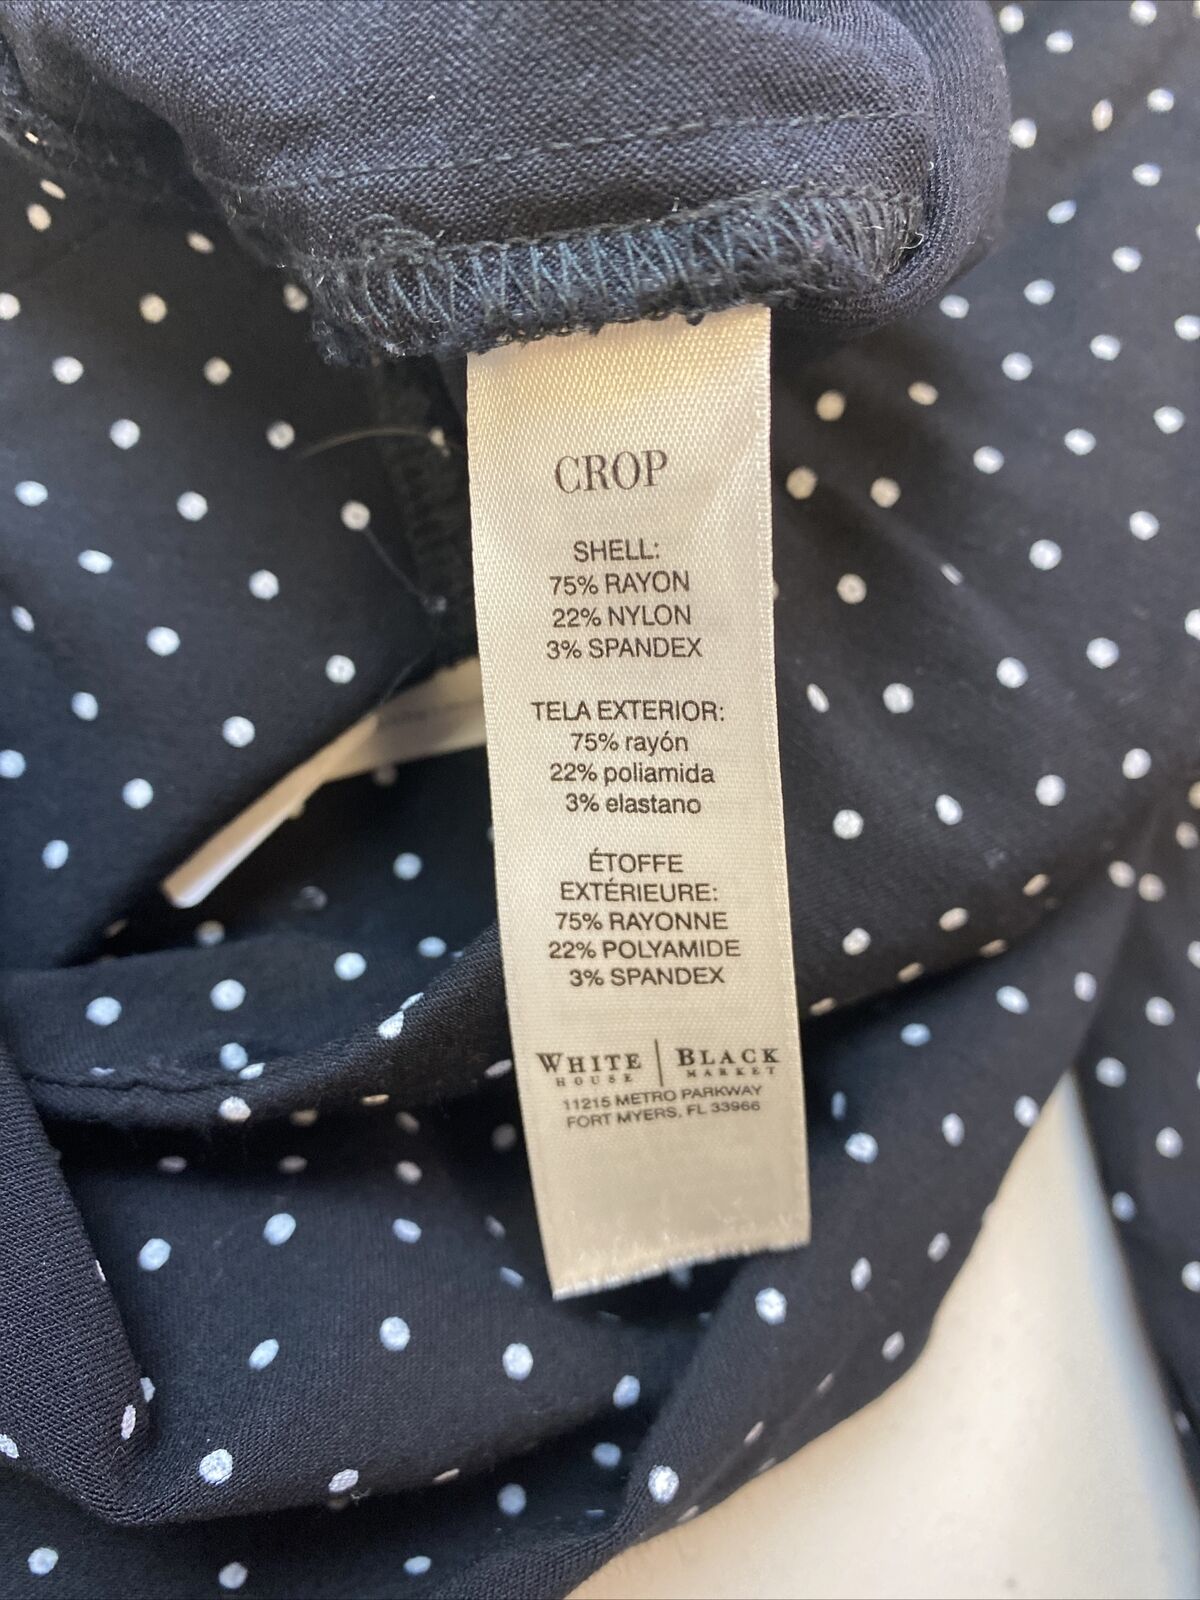 CROP
SHELL:
75% RAYON
22% NYLON
3% SPANDEX
TELA EXTERIOR:
75% rayón
22% poliamida
3% elastano
ÉTOFFE
EXTÉRIEURE:
75% RAYONNE
22% POLYAMIDE
3% SPANDEX
WHITE | BLACK
HOUSE MARKET
11215 METRO PARKWAY
FORT MYERS, FL 33966